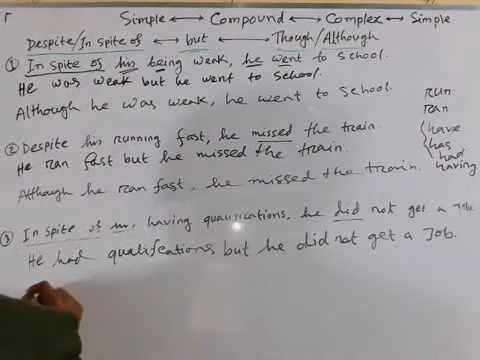 Simple ↔ Compound ↔ Complex ↔ Simple
Despite/In spite of ↔ but ↔ Though/Although
① In spite of his being weak, he went to school.
He was weak but he went to school.
Although he was weak, he went to school.
run
ran
② Despite his running fast, he missed the train.
have
He ran fast but he missed the train.
has
had
Although he ran fast, he missed the train.
having
③ In spite of having qualifications, he did not get a Job.
He had qualifcations but he did not get a Job.